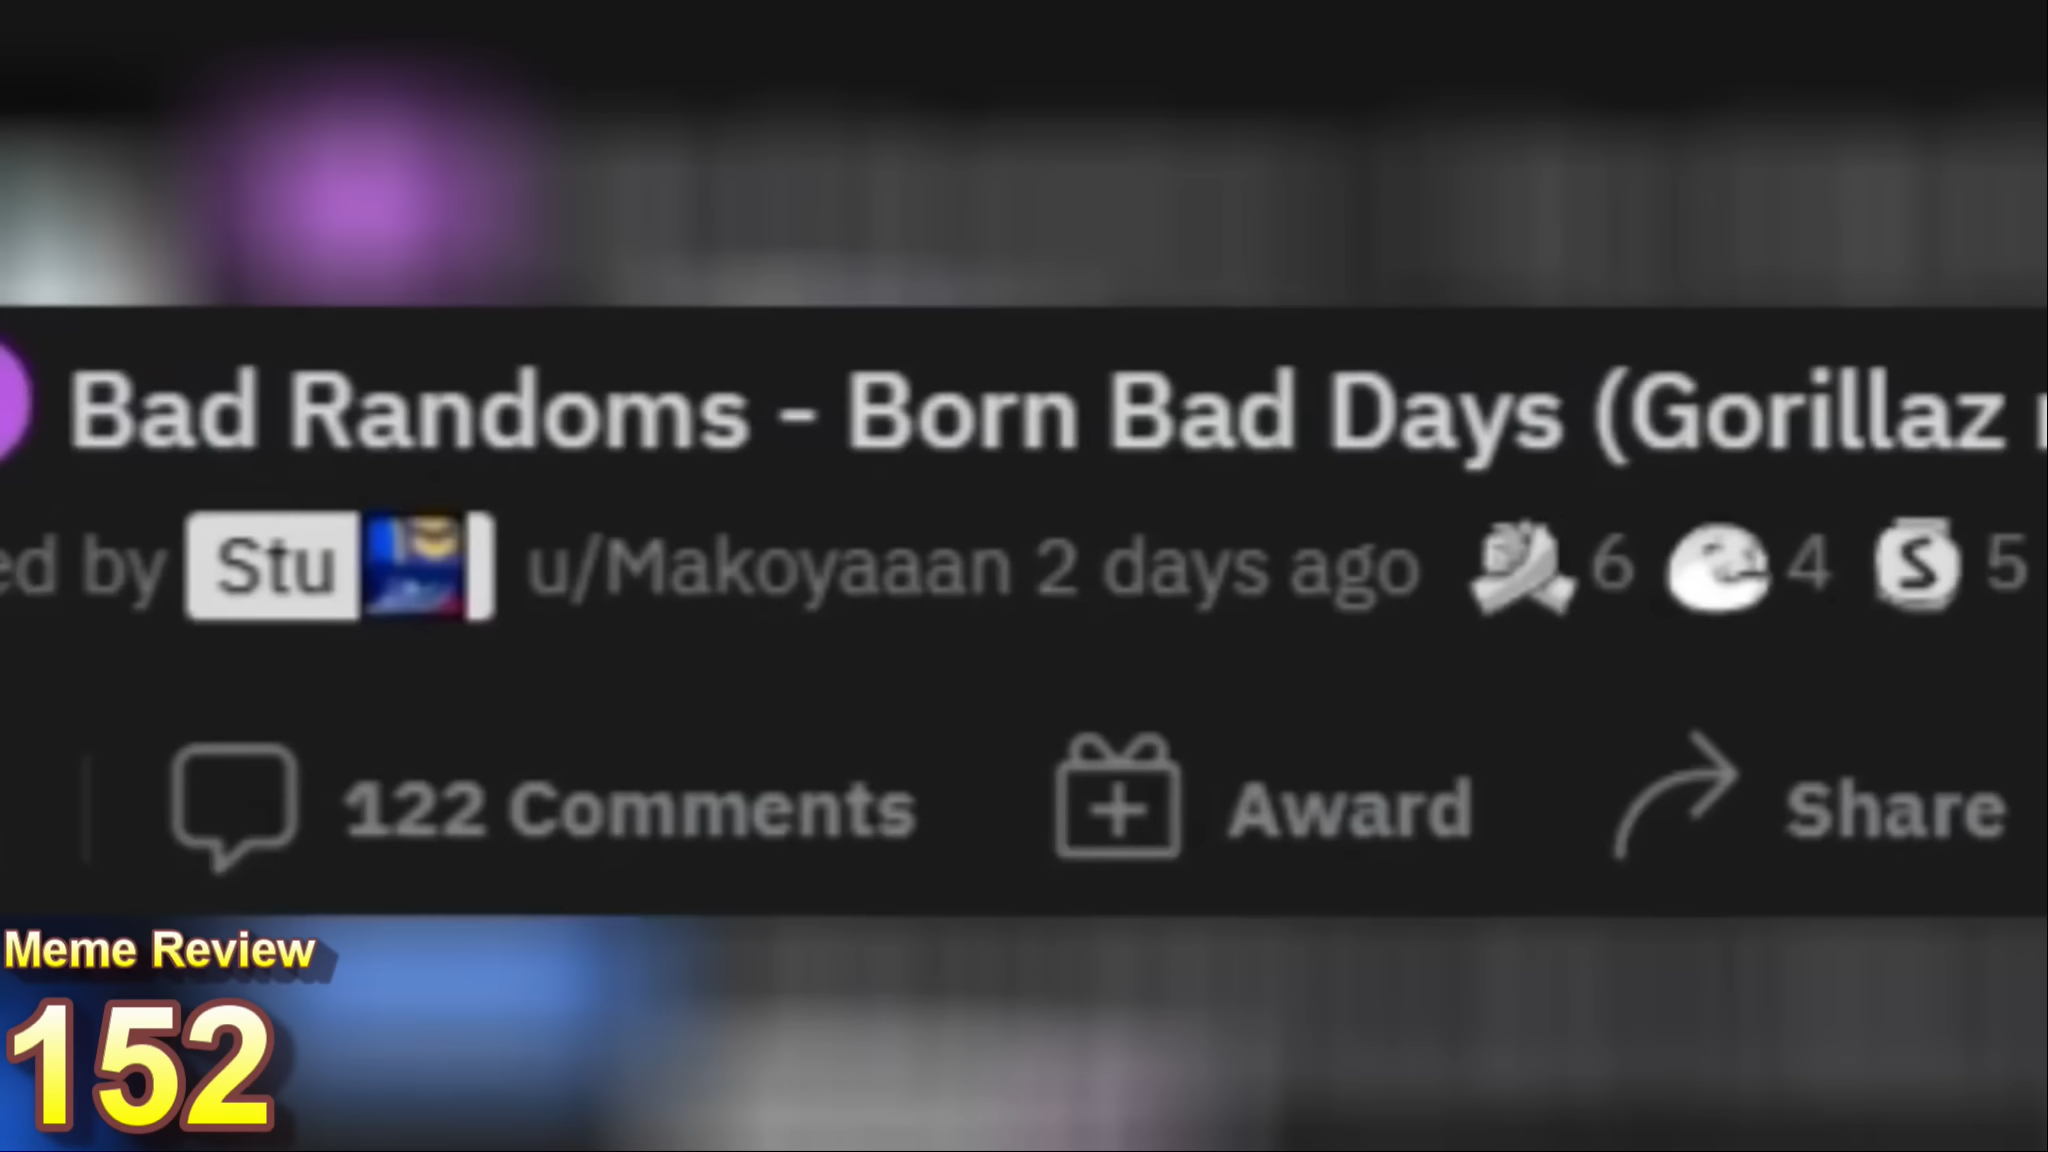 Bad Randoms - Born Bad Days (Gorillaz
ed by Stu u/Makoyaaan 2 days ago 6 4 S 5
122 Comments Award Share
Meme Review
152